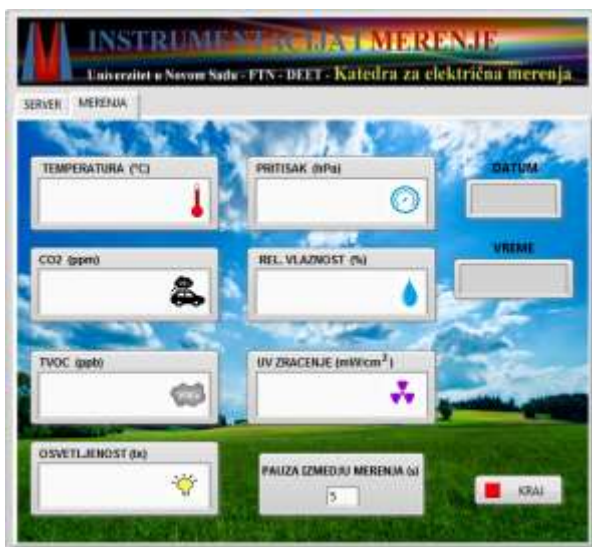 INSTRUMENTACIJA I MERENJE
Univerzitet u Novom Sadu - FTN - DEET - Katedra za električna merenja
SERVER MERENJA
TEMPERATURA (°C)
PRITISAK (hPa)
DATUM
CO2 (ppm)
REL. VLAZNOST (%)
VREME
TVOC (ppb)
UV ZRACENJE (mW/cm²)
OSVETLJENOST (lx)
PAUZA IZMEDJU MERENJA (s)
5
KRAJ